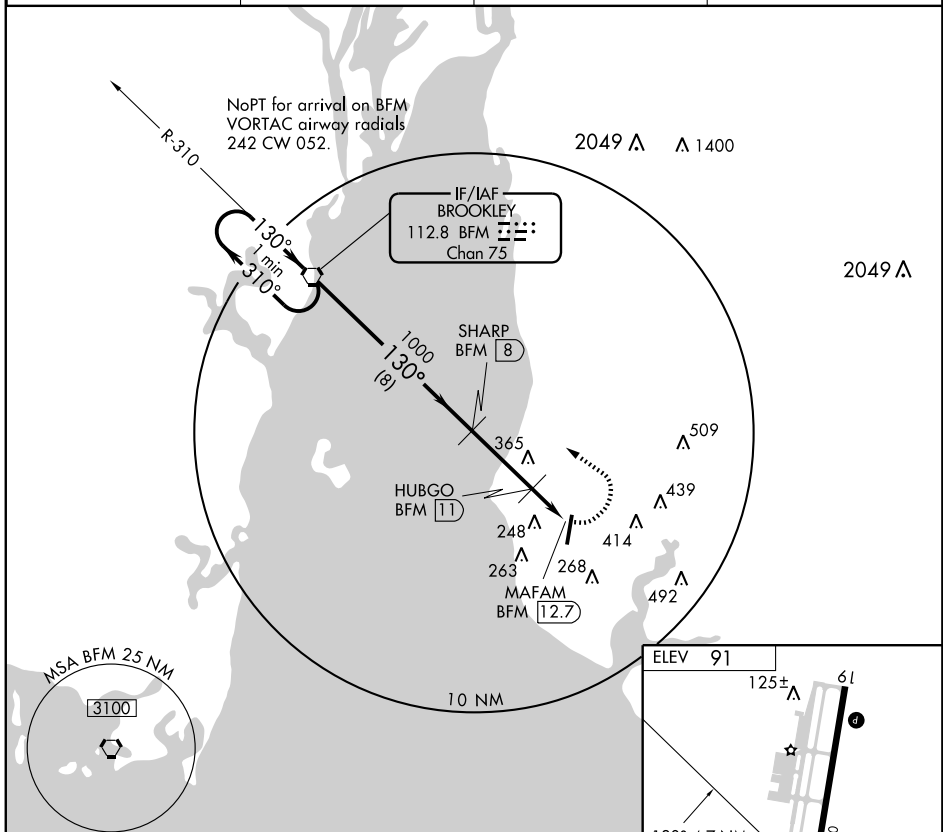 NoPT for arrival on BFM
VORTAC airway radials
242 CW 052.
R-310
2049
1400
IF/IAF
BROOKLEY
112.8 BFM
Chan 75
130°
1 min
310°
2049
1000
130°
(8)
SHARP
BFM 8
365
509
HUBGO
BFM 11
439
248
414
263
268
492
MAFAM
BFM 12.7
MSA BFM 25 NM
3100
10 NM
ELEV 91
125±
19
P